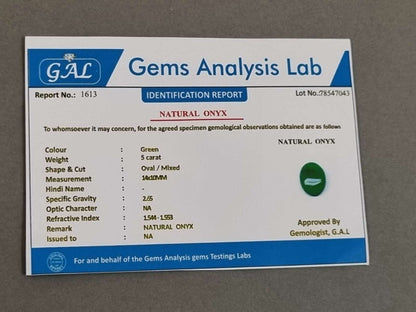 GAL Gems Analysis Lab
Report No.: 1613 IDENTIFICATION REPORT Lot No.:78547043
NATURAL ONYX
To whomsoever it may concern, for the agreed specimen gemological observations obtained are as follows
NATURAL ONYX
Colour : Green
Weight : 5 carat
Shape & Cut : Oval / Mixed
Measurement : 14x10MM
Hindi Name : -
Specific Gravity : 2.65
Optic Character : NA
Refractive Index : 1.544 - 1.553
Remark : NATURAL ONYX
Issued to : NA
Approved By
Gemologist, G.A.L
For and behalf of the Gems Analysis gems Testings Labs